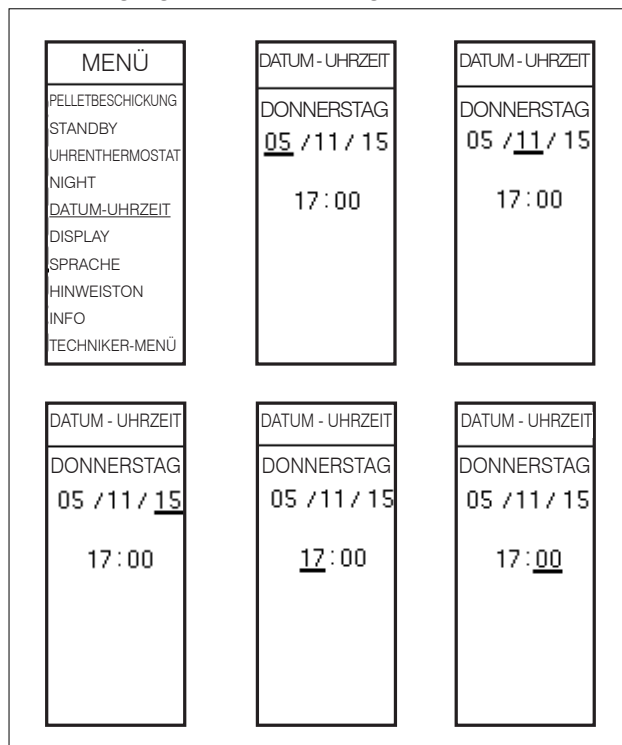 MENÜ
PELLETBESCHICKUNG
STANDBY
UHRENTHERMOSTAT
NIGHT
DATUM-UHRZEIT
DISPLAY
SPRACHE
HINWEISTON
INFO
TECHNIKER-MENÜ
DATUM - UHRZEIT
DONNERSTAG
05 / 11 / 15
17:00
DATUM - UHRZEIT
DONNERSTAG
05 / 11 / 15
17:00
DATUM - UHRZEIT
DONNERSTAG
05 / 11 / 15
17:00
DATUM - UHRZEIT
DONNERSTAG
05 / 11 / 15
17:00
DATUM - UHRZEIT
DONNERSTAG
05 / 11 / 15
17:00